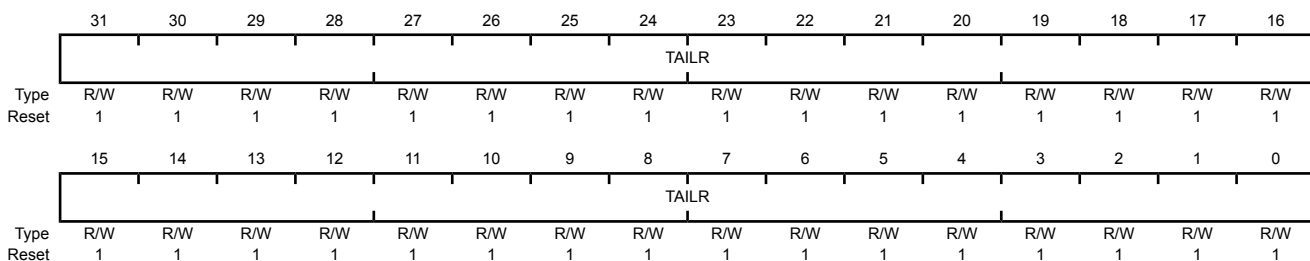 31 30 29 28 27 26 25 24 23 22 21 20 19 18 17 16
TAILR
Type R/W R/W R/W R/W R/W R/W R/W R/W R/W R/W R/W R/W R/W R/W R/W R/W
Reset 1 1 1 1 1 1 1 1 1 1 1 1 1 1 1 1
15 14 13 12 11 10 9 8 7 6 5 4 3 2 1 0
TAILR
Type R/W R/W R/W R/W R/W R/W R/W R/W R/W R/W R/W R/W R/W R/W R/W R/W
Reset 1 1 1 1 1 1 1 1 1 1 1 1 1 1 1 1